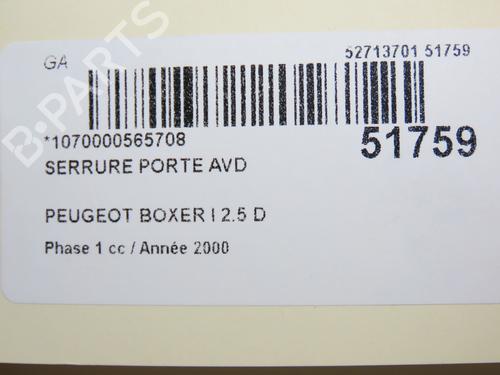 GA
52713701 51759
*1070000565708
51759
SERRURE PORTE AVD
PEUGEOT BOXER I 2.5 D
Phase 1 cc / Année 2000
B-PARTS